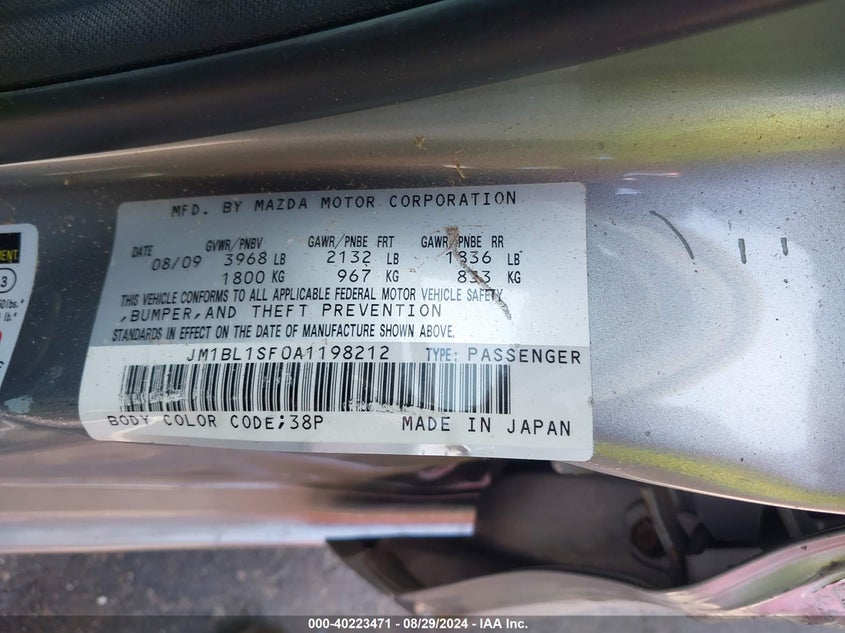 MFD. BY MAZDA MOTOR CORPORATION
DATE GVWR/PNBV GAWR/PNBE FRT GAWR/PNBE RR
08/09 3968 LB 2132 LB 1836 LB
1800 KG 967 KG 833 KG
THIS VEHICLE CONFORMS TO ALL APPLICABLE FEDERAL MOTOR VEHICLE SAFETY
,BUMPER,AND THEFT PREVENTION
STANDARDS IN EFFECT ON THE DATE OF MANUFACTURE SHOWN ABOVE.
JM1BL1SF0A1198212 TYPE: PASSENGER
BODY COLOR CODE;38P MADE IN JAPAN
3
lbs.*
000-40223471 - 08/29/2024 - IAA Inc.